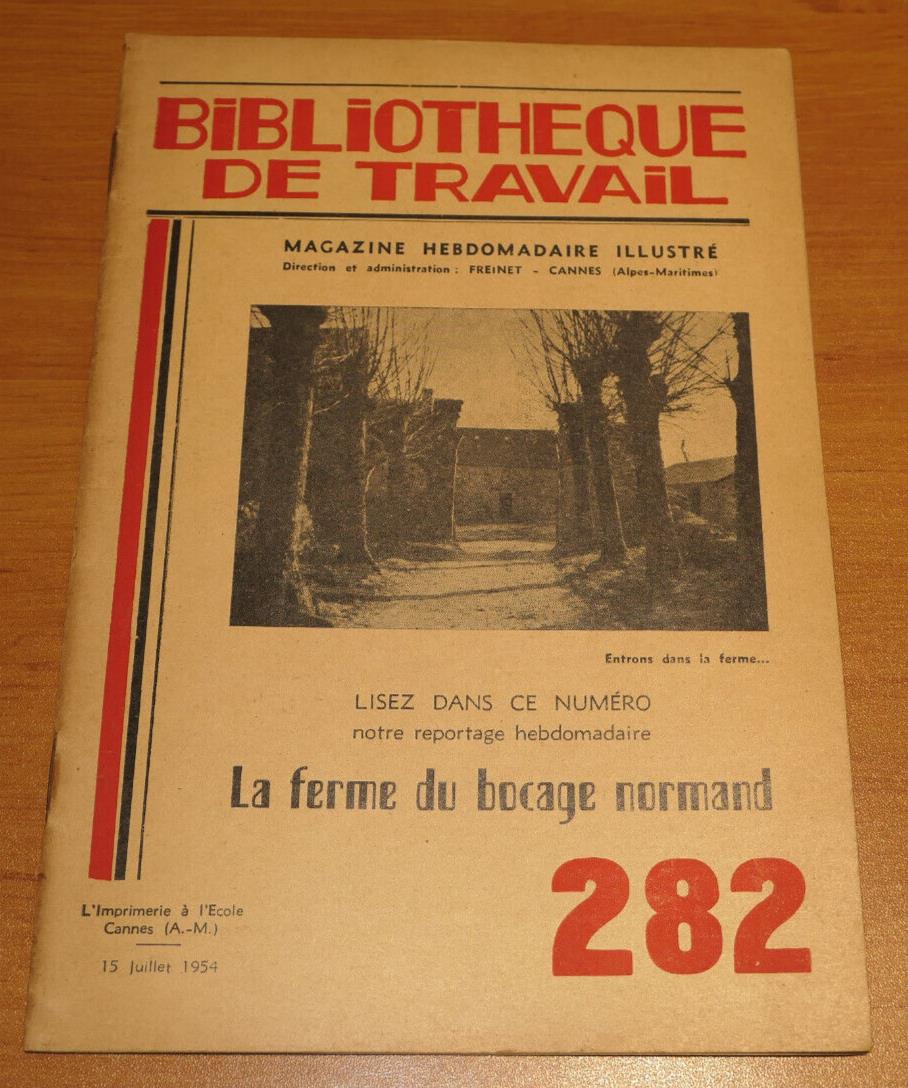 BiBLiOTHEQUE
DE TRAVAiL
MAGAZINE HEBDOMADAIRE ILLUSTRÉ
Direction et administration : FREINET - CANNES (Alpes-Maritimes)
Entrons dans la ferme...
LISEZ DANS CE NUMÉRO
notre reportage hebdomadaire
La ferme du bocage normand
282
L'Imprimerie à l'Ecole
Cannes (A.-M.)
15 Juillet 1954